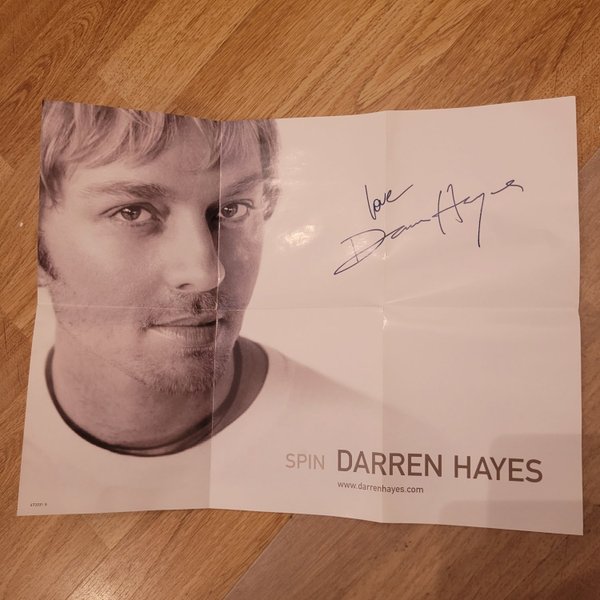 love
Darren Hayes
SPIN DARREN HAYES
www.darrenhayes.com